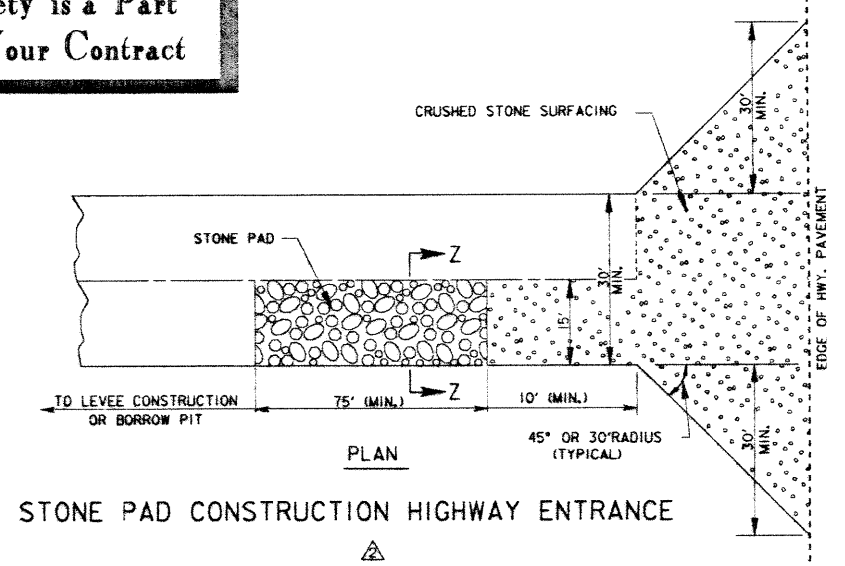 ety is a Part
Your Contract
30' MIN.
CRUSHED STONE SURFACING
STONE PAD
Z
30' MIN.
15'
EDGE OF HWY. PAVEMENT
Z
TO LEVEE CONSTRUCTION
OR BORROW PIT
75' (MIN.)
10' (MIN.)
45° OR 30'RADIUS
(TYPICAL)
30' MIN.
PLAN
STONE PAD CONSTRUCTION HIGHWAY ENTRANCE
2